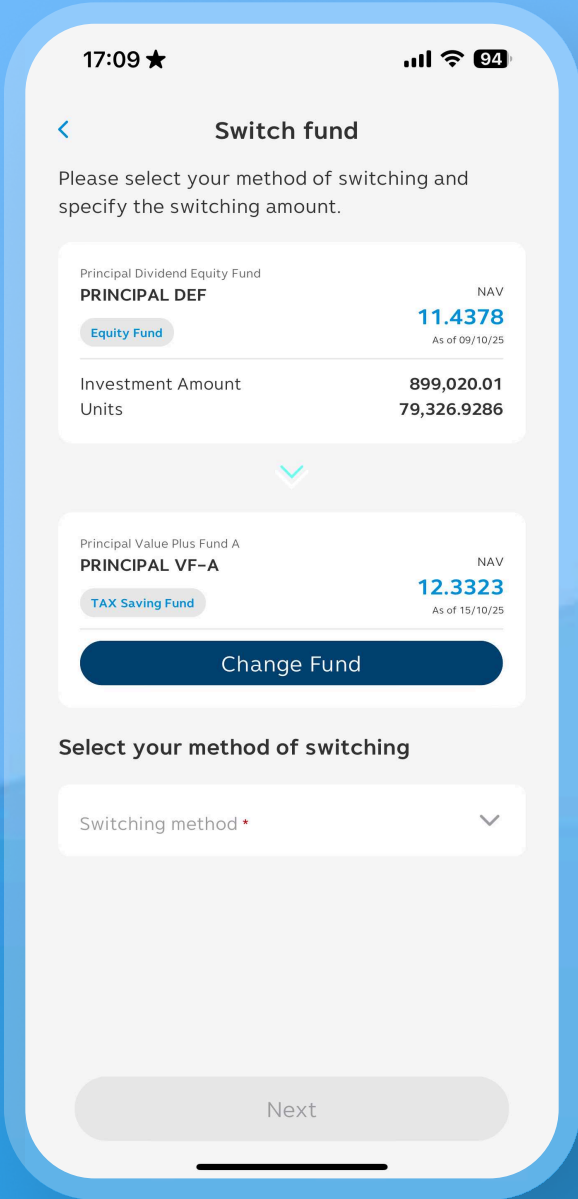 17:09 ★
94
Switch fund
Please select your method of switching and
specify the switching amount.
Principal Dividend Equity Fund
PRINCIPAL DEF
NAV
11.4378
Equity Fund
As of 09/10/25
Investment Amount 899,020.01
Units 79,326.9286
Principal Value Plus Fund A
PRINCIPAL VF-A
NAV
12.3323
TAX Saving Fund
As of 15/10/25
Change Fund
Select your method of switching
Switching method *
Next